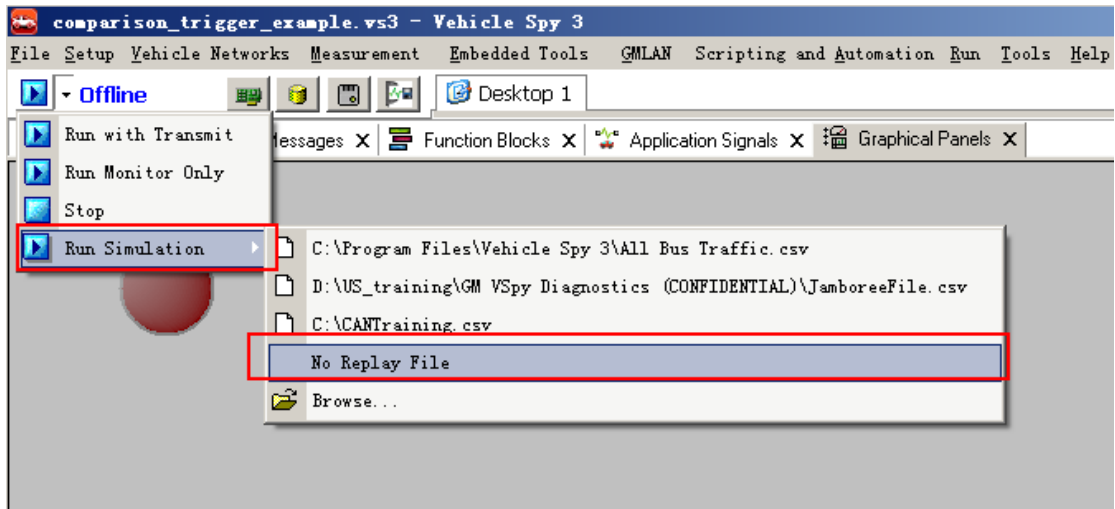 comparison_trigger_example.vs3 - Vehicle Spy 3
File Setup Vehicle Networks Measurement Embedded Tools GMLAN Scripting and Automation Run Tools Help
Offline Desktop 1
Run with Transmit
essages X Function Blocks X Application Signals X Graphical Panels X
Run Monitor Only
Stop
Run Simulation
C:\Program Files\Vehicle Spy 3\All Bus Traffic.csv
D:\US_training\GM VSpy Diagnostics (CONFIDENTIAL)\JamboreeFile.csv
C:\CANTraining.csv
No Replay File
Browse...